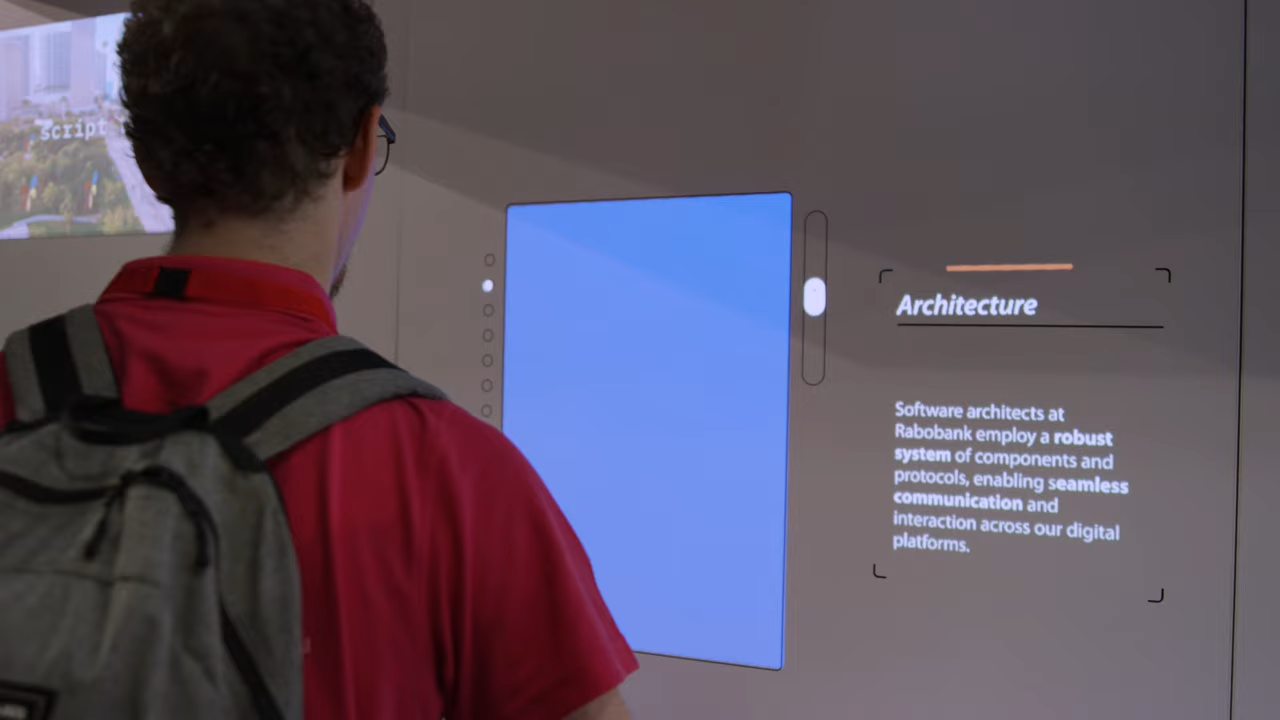 script
Architecture
Software architects at
Rabobank employ a robust
system of components and
protocols, enabling seamless
communication and
interaction across our digital
platforms.